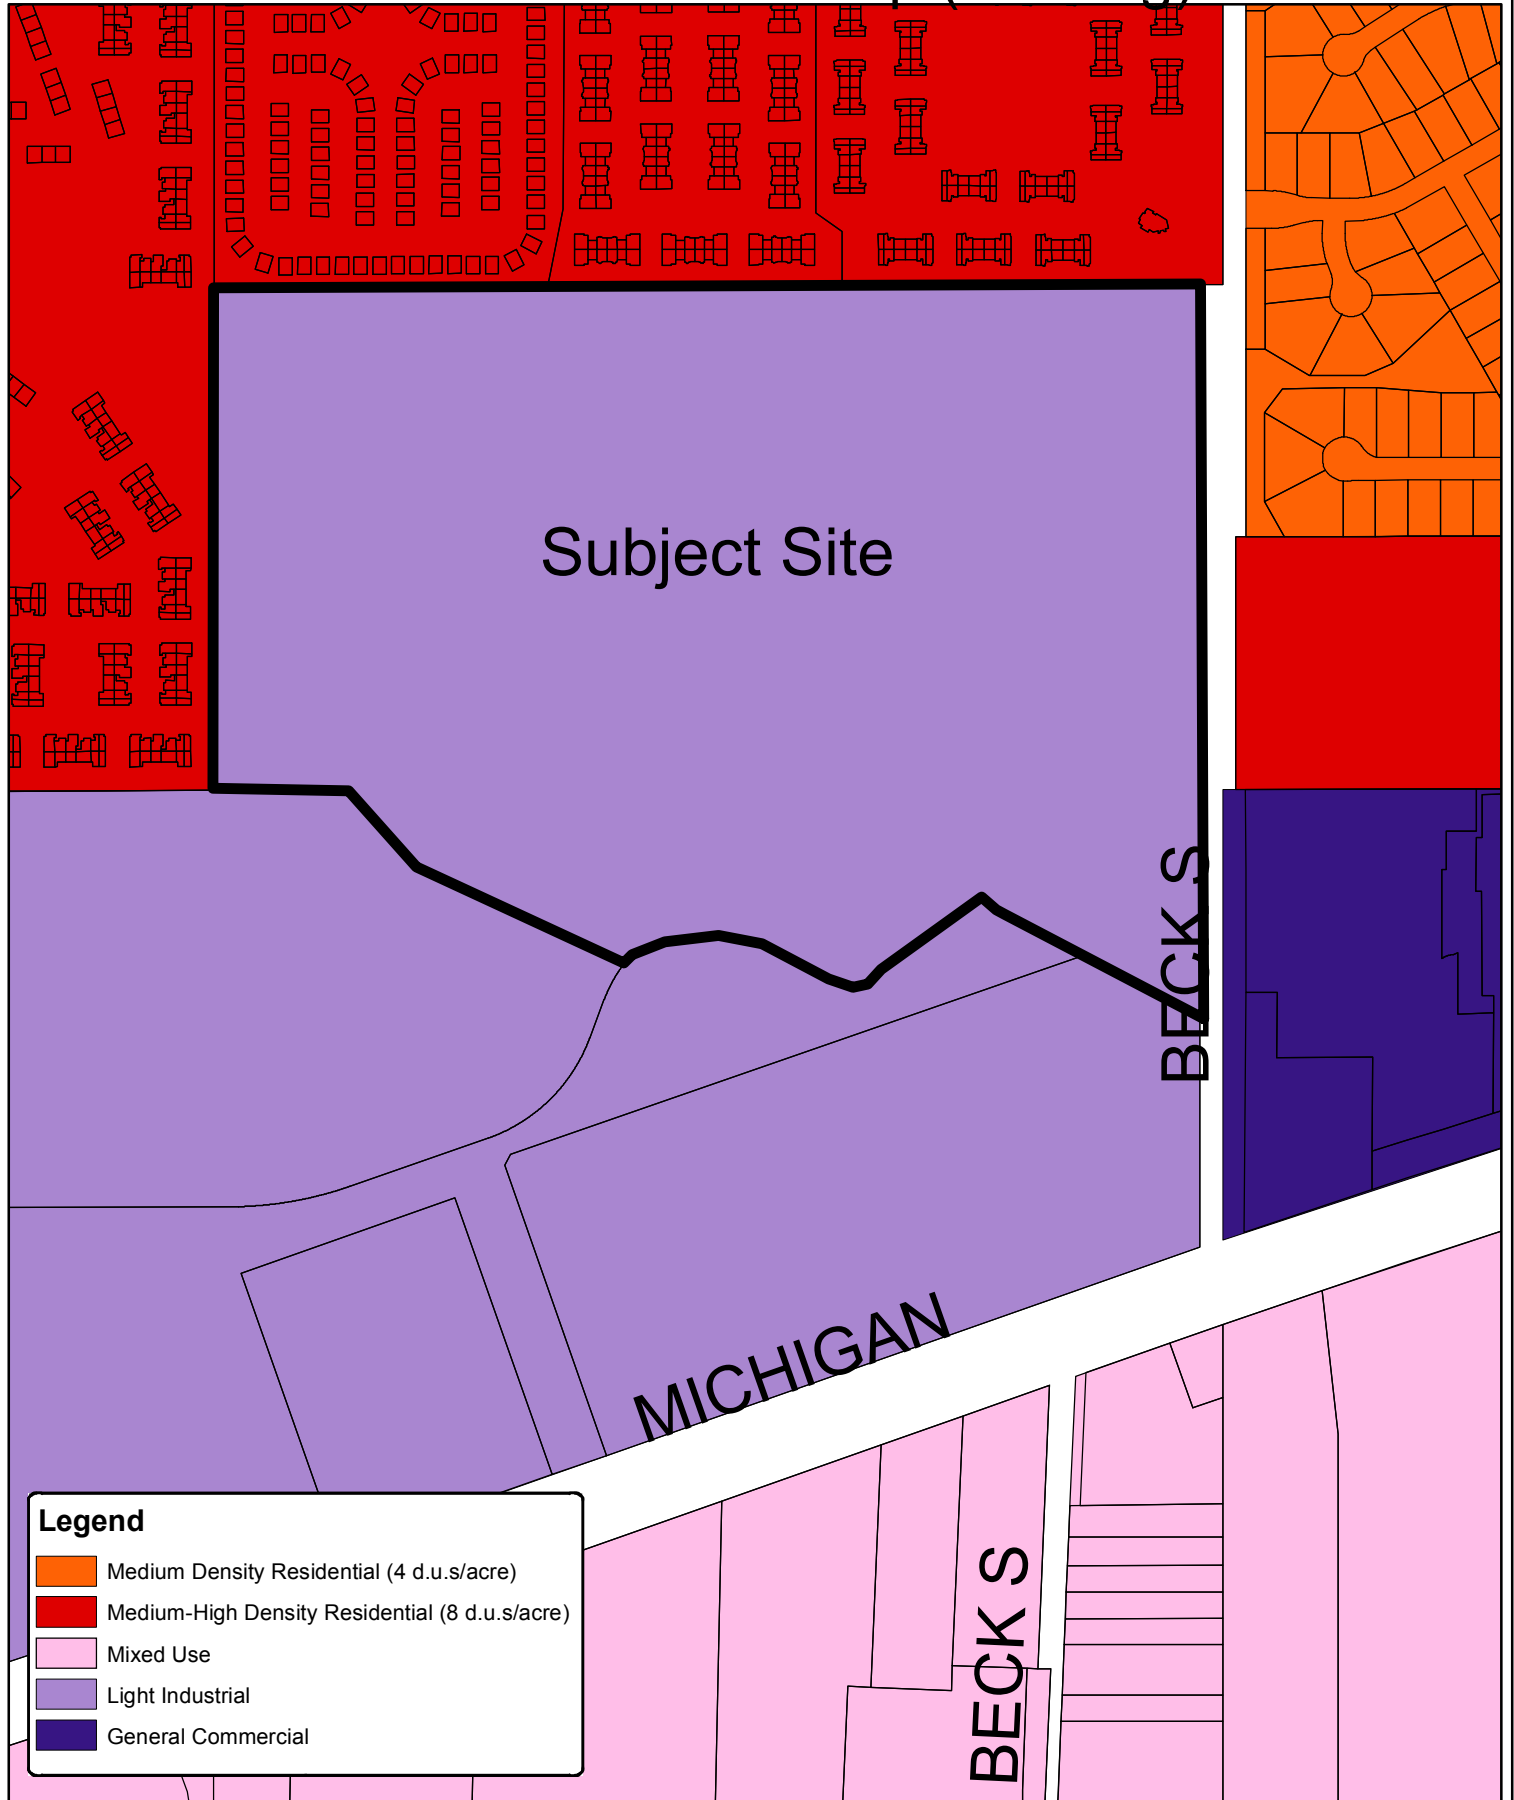 Subject Site
BECK S
MICHIGAN
BECK S
Legend
Medium Density Residential (4 d.u.s/acre)
Medium-High Density Residential (8 d.u.s/acre)
Mixed Use
Light Industrial
General Commercial